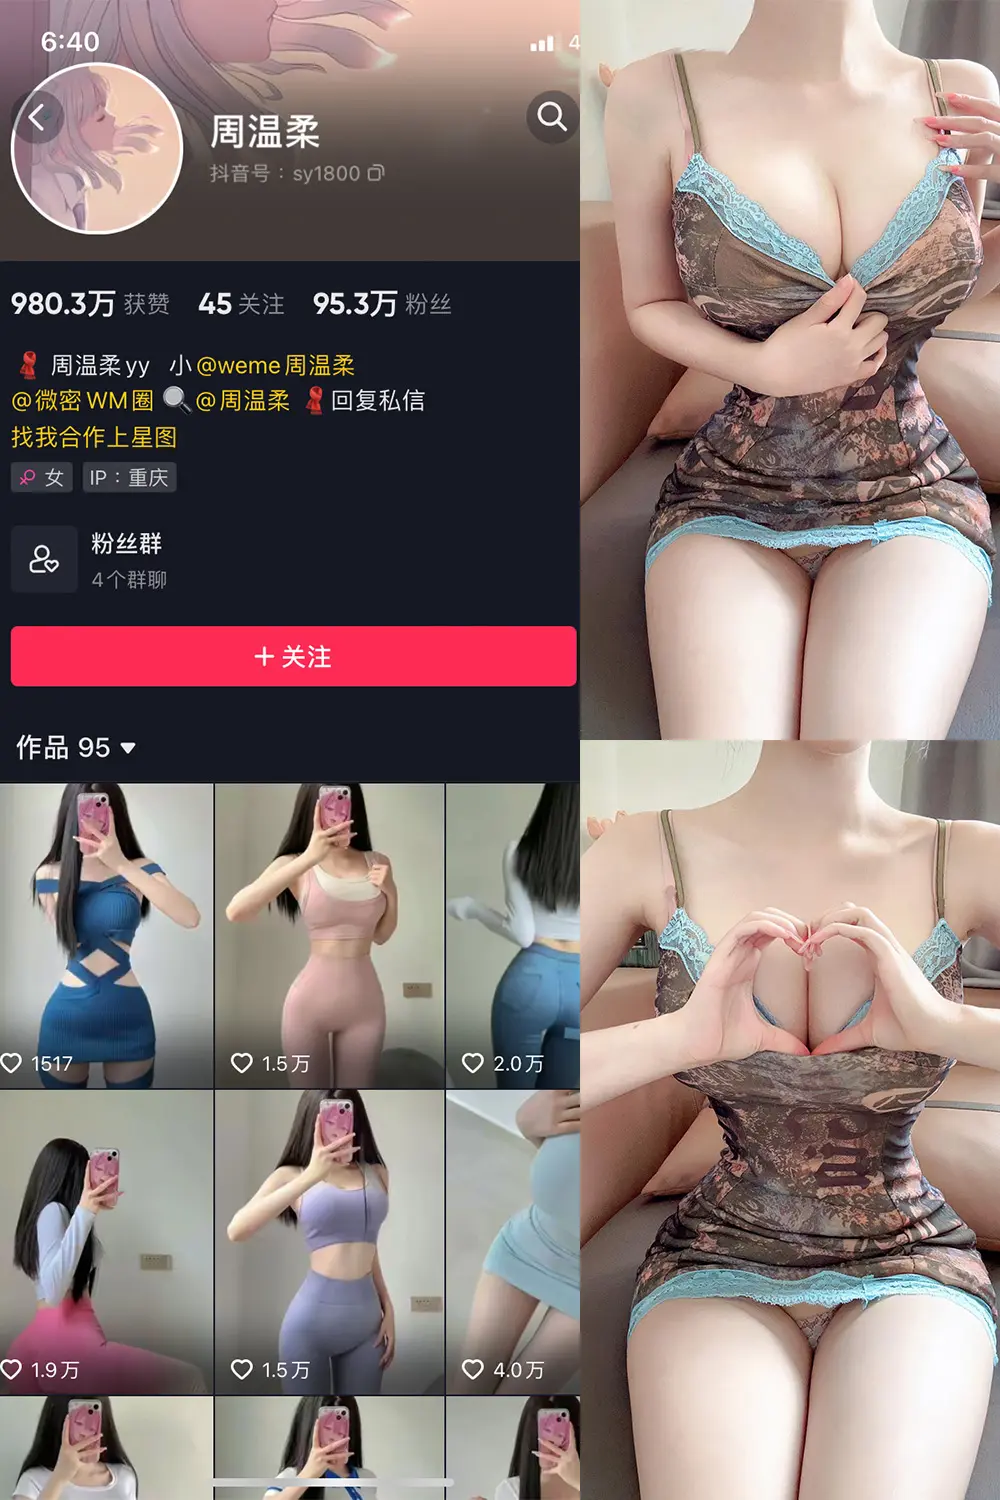 6:40
4
周温柔
抖音号：sy1800
980.3万 获赞 45 关注 95.3万 粉丝
周温柔yy 小@weme周温柔
@微密WM圈 @周温柔 回复私信
找我合作上星图
女 IP：重庆
粉丝群
4个群聊
+ 关注
作品 95
1517 1.5万 2.0万
1.9万 1.5万 4.0万